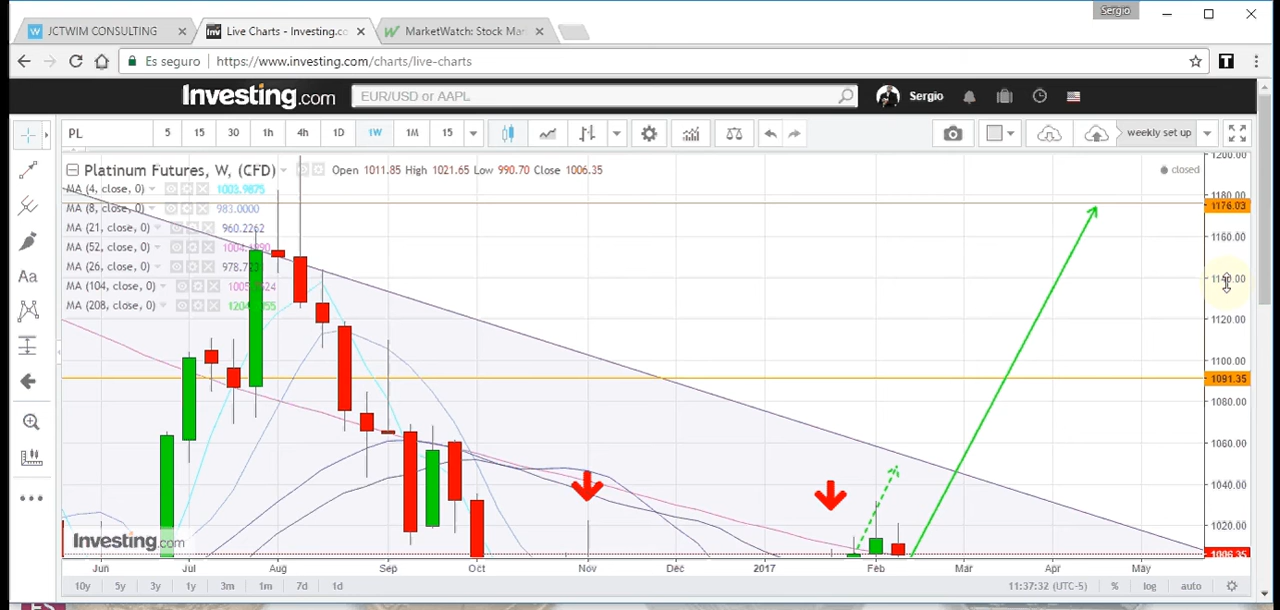 Sergio
JCTWIM CONSULTING
Live Charts - Investing.co
MarketWatch: Stock Mar
Es seguro
https://www.investing.com/charts/live-charts
T
Investing.com
EUR/USD or AAPL
Sergio
PL
5 15 30 1h 4h 1D 1W 1M 15
weekly set up
Platinum Futures, W, (CFD)
Open 1011.85 High 1021.65 Low 990.70 Close 1006.35
closed
MA (4, close, 0) 1003.9875
MA (8, close, 0) 983.0000
MA (21, close, 0) 960.2262
MA (52, close, 0)
MA (26, close, 0)
MA (104, close, 0)
MA (208, close, 0)
Aa
1200.00
1180.00
1176.03
1160.00
1140.00
1120.00
1100.00
1091.35
1080.00
1060.00
1040.00
1020.00
1006.35
Investing.com
Jun Jul Aug Sep Oct Nov Dec 2017 Feb Mar Apr May
10y 5y 3y 1y 3m 1m 7d 1d
11:37:32 (UTC-5) % log auto
ES